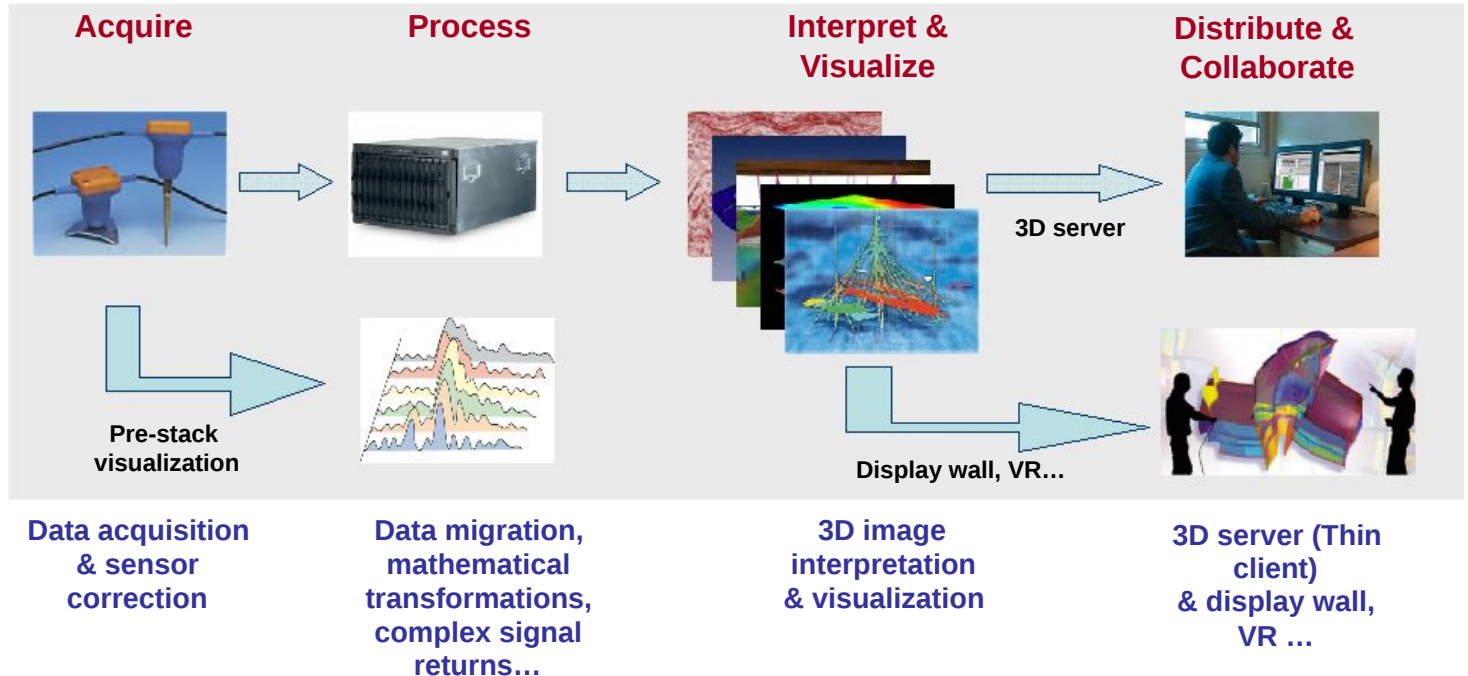 Acquire
Process
Interpret &
Visualize
Distribute &
Collaborate
3D server
Pre-stack
visualization
Display wall, VR…
Data acquisition
& sensor
correction
Data migration,
mathematical
transformations,
complex signal
returns…
3D image
interpretation
& visualization
3D server (Thin
client)
& display wall,
VR …